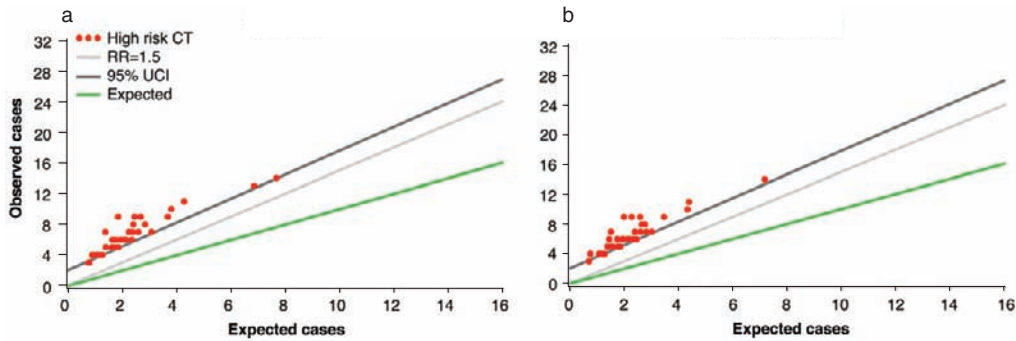 a
Observed cases
32
28
24
20
16
12
8
4
0
High risk CT
RR=1.5
95% UCI
Expected
0 2 4 6 8 10 12 14 16
Expected cases
b
32
28
24
20
16
12
8
4
0
0 2 4 6 8 10 12 14 16
Expected cases